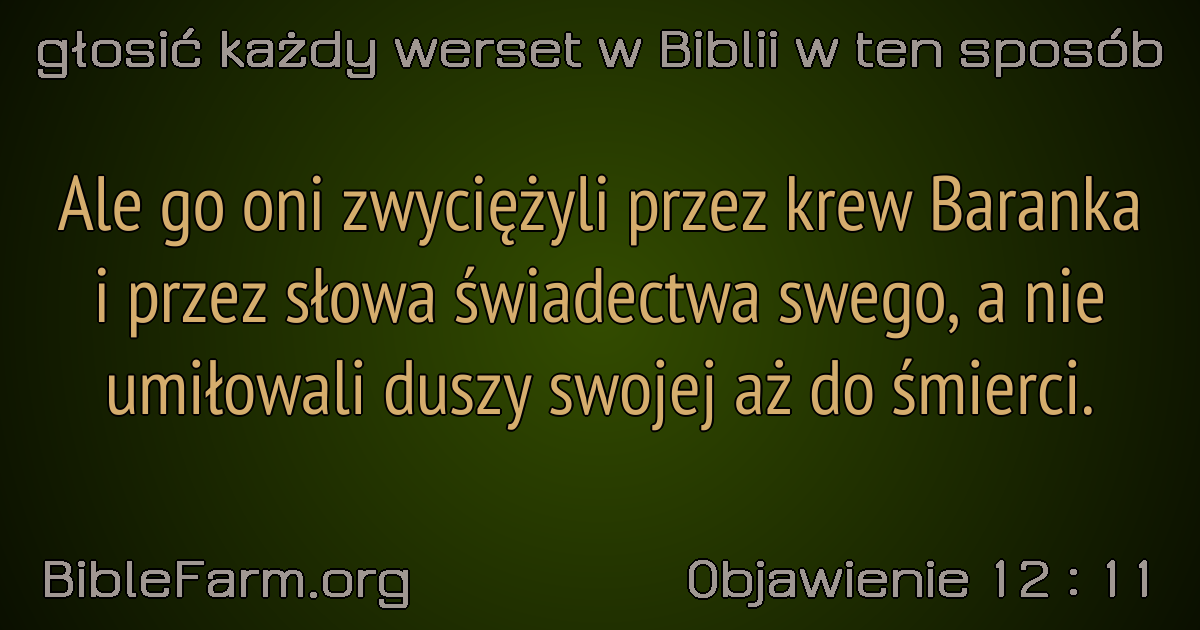 głosić każdy werset w Biblii w ten sposób
Ale go oni zwyciężyli przez krew Baranka
i przez słowa świadectwa swego, a nie
umiłowali duszy swojej aż do śmierci.
BibleFarm.org
Objawienie 12 : 11